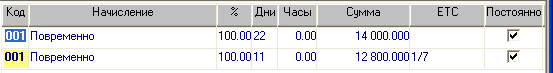 Код Начисление % Дни Часы Сумма ЕТС Постоянно
001 Повременно 100.00 22 0.00 14 000.000
001 Повременно 100.00 11 0.00 12 800.000 1/7